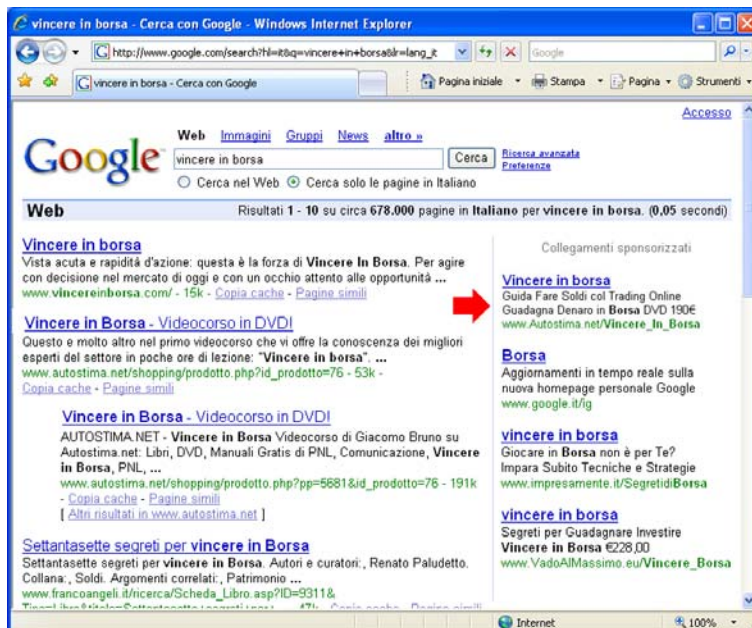 vincere in borsa - Cerca con Google - Windows Internet Explorer
http://www.google.com/search?hl=it&q=vincere+in+borsa&lr=lang_it
Google
vincere in borsa - Cerca con Google
Pagina iniziale
Stampa
Pagina
Strumenti
Accesso
Google
Web Immagini Gruppi News altro »
vincere in borsa
Cerca
Ricerca avanzata
Preferenze
Cerca nel Web
Cerca solo le pagine in Italiano
Web
Risultati 1 - 10 su circa 678.000 pagine in Italiano per vincere in borsa. (0,05 secondi)
Vincere in borsa
Vista acuta e rapidità d'azione: questa è la forza di Vincere In Borsa. Per agire
con decisione nel mercato di oggi e con un occhio attento alle opportunità ...
www.vincereinborsa.com/ - 15k - Copia cache - Pagine simili
Vincere in Borsa - Videocorso in DVD!
Questo e molto altro nel primo videocorso che vi offre la conoscenza dei migliori
esperti del settore in poche ore di lezione: "Vincere in borsa". ...
www.autostima.net/shopping/prodotto.php?id_prodotto=76 - 53k -
Copia cache - Pagine simili
Vincere in Borsa - Videocorso in DVD!
AUTOSTIMA.NET - Vincere in Borsa Videocorso di Giacomo Bruno su
Autostima.net: Libri, DVD, Manuali Gratis di PNL, Comunicazione, Vincere
in Borsa, PNL, ...
www.autostima.net/shopping/prodotto.php?pp=5681&id_prodotto=76 - 191k
- Copia cache - Pagine simili
[ Altri risultati in www.autostima.net ]
Settantasette segreti per vincere in Borsa
Settantasette segreti per vincere in Borsa. Autori e curatori:, Renato Paludetto.
Collana:, Soldi. Argomenti correlati:, Patrimonio ...
www.francoangeli.it/ricerca/Scheda_Libro.asp?ID=9311&
Collegamenti sponsorizzati
Vincere in borsa
Guida Fare Soldi col Trading Online
Guadagna Denaro in Borsa DVD 190€
www.Autostima.net/Vincere_In_Borsa
Borsa
Aggiornamenti in tempo reale sulla
nuova homepage personale Google
www.google.it/ig
vincere in borsa
Giocare in Borsa non è per Te?
Impara Subito Tecniche e Strategie
www.impresamente.it/SegretidiBorsa
vincere in borsa
Segreti per Guadagnare Investire
Vincere in Borsa €228,00
www.VadoAlMassimo.eu/Vincere_Borsa
Internet
100%